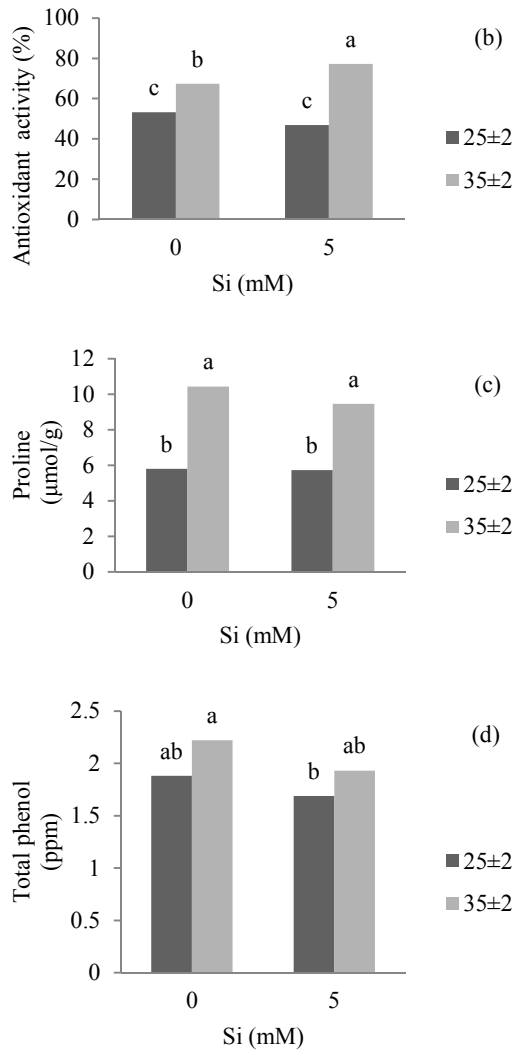 (b)
Antioxidant activity (%)
100
80
60
40
20
0
c
b
c
a
0
5
Si (mM)
25±2
35±2
(c)
Proline
(µmol/g)
12
10
8
6
4
2
0
b
a
b
a
0
5
Si (mM)
25±2
35±2
(d)
Total phenol
(ppm)
2.5
2
1.5
1
0.5
0
ab
a
b
ab
0
5
Si (mM)
25±2
35±2